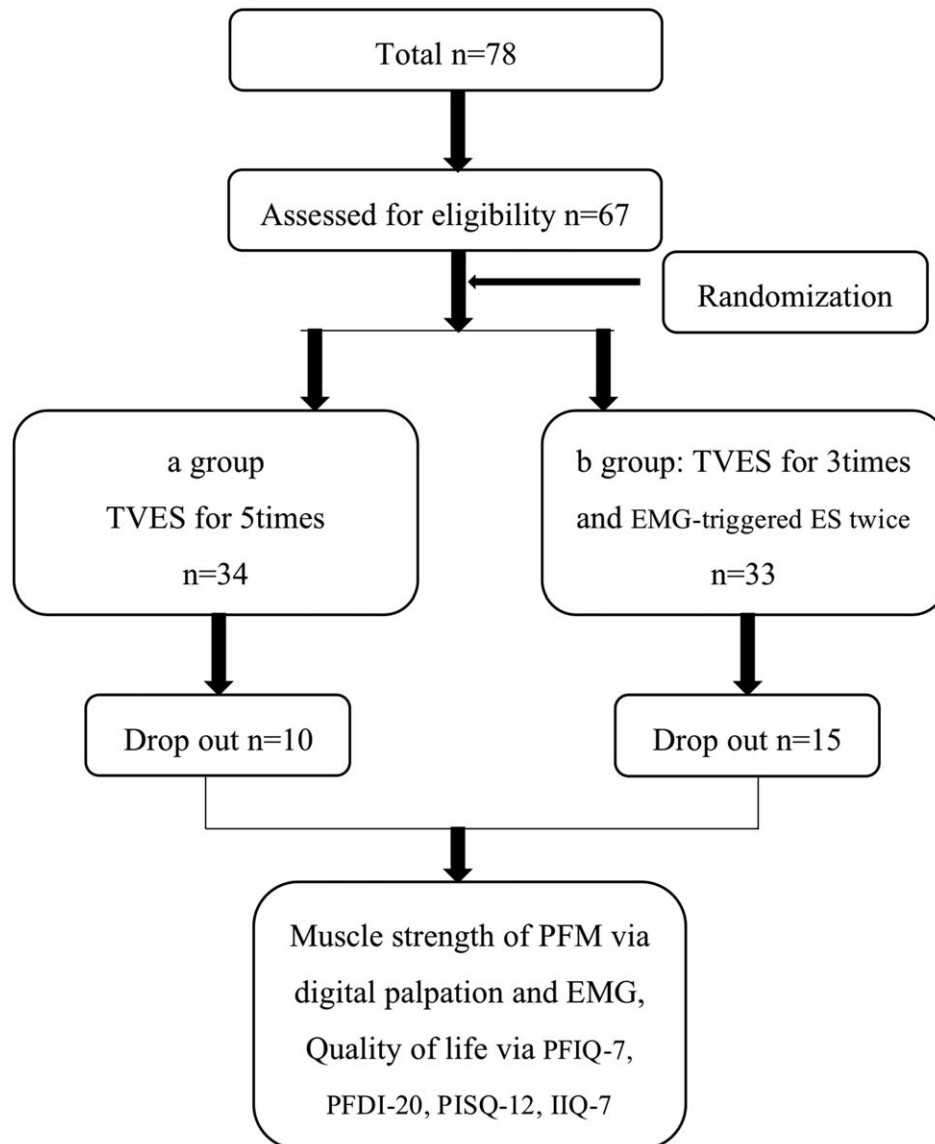 Total n=78
Assessed for eligibility n=67
Randomization
a group
TVES for 5times
n=34
b group: TVES for 3times
and EMG-triggered ES twice
n=33
Drop out n=10
Drop out n=15
Muscle strength of PFM via
digital palpation and EMG,
Quality of life via PFIQ-7,
PFDI-20, PISQ-12, IIQ-7